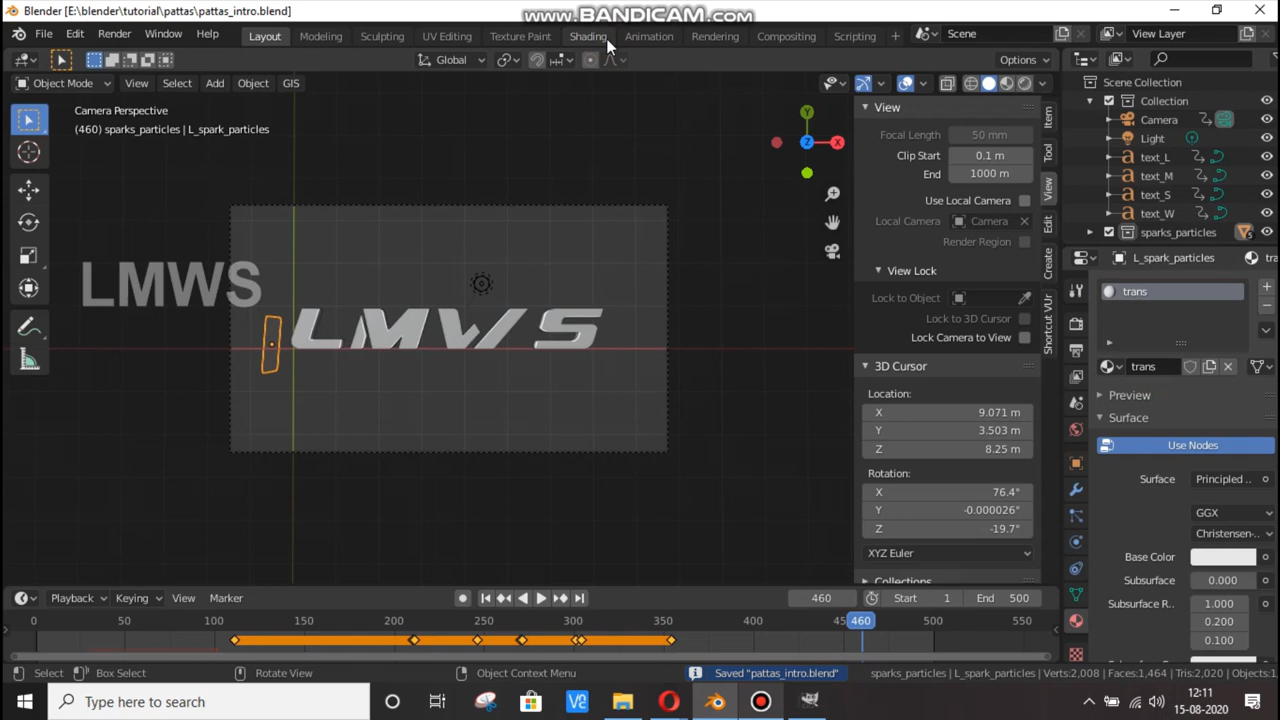 [E:\blender\tutorial\pattas\pattas_intro.blend]
www.BANDICAM.com
File Edit Render Window Help Layout Modeling Sculpting UV Editing Texture Paint Shading Animation Rendering Compositing Scripting + Scene View Layer
Global Options
Object Mode View Select Add Object GIS
Camera Perspective
(460) sparks_particles | L_spark_particles
Y
Z
X
LMWS
LMWS
View
Focal Length 50 mm
Clip Start 0.1 m
End 1000 m
Use Local Camera
Local Camera Camera
Render Region
View Lock
Lock to Object
Lock to 3D Cursor
Lock Camera to View
3D Cursor
Location:
X 9.071 m
Y 3.503 m
Z 8.25 m
Rotation:
X 76.4°
Y -0.000026°
Z -19.7°
XYZ Euler
Collections
Item
Tool
View
Edit
Create
Shortcut VUr
Scene Collection
Collection
Camera
Light
text_L
text_M
text_S
text_W
sparks_particles
L_spark_particles
trans
trans
Preview
Surface
Use Nodes
Surface Principled ..
GGX
Christensen-..
Base Color
Subsurface 0.000
Subsurface R.. 1.000
0.200
0.100
Playback Keying View Marker 460 Start 1 End 500
0 50 100 150 200 250 300 350 400 460 500 550
Select Box Select Rotate View Object Context Menu Saved "pattas_intro.blend" sparks_particles | L_spark_particles | Verts:2,008 | Faces:1,464 | Tris:2,020 | Objects:1
Type here to search
12:11
15-08-2020